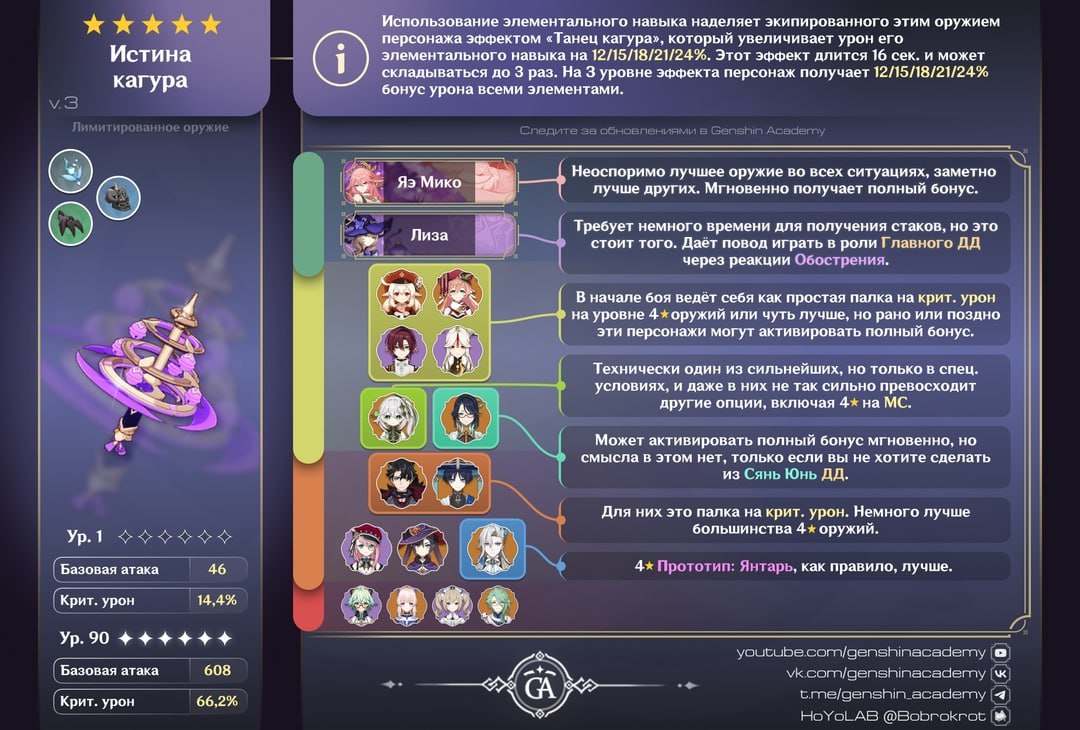 Истина
кагура
v.3
Лимитированное оружие
Ур. 1
Базовая атака 46
Крит. урон 14,4%
Ур. 90
Базовая атака 608
Крит. урон 66,2%
Использование элементального навыка наделяет экипированного этим оружием
персонажа эффектом «Танец кагура», который увеличивает урон его
элементального навыка на 12/15/18/21/24%. Этот эффект длится 16 сек. и может
складываться до 3 раз. На 3 уровне эффекта персонаж получает 12/15/18/21/24%
бонус урона всеми элементами.
Следите за обновлениями в Genshin Academy
Яэ Мико
Неоспоримо лучшее оружие во всех ситуациях, заметно
лучше других. Мгновенно получает полный бонус.
Лиза
Требует немного времени для получения стаков, но это
стоит того. Даёт повод играть в роли Главного ДД
через реакции Обострения.
В начале боя ведёт себя как простая палка на крит. урон
на уровне 4★оружий или чуть лучше, но рано или поздно
эти персонажи могут активировать полный бонус.
Технически один из сильнейших, но только в спец.
условиях, и даже в них не так сильно превосходит
другие опции, включая 4★ на МС.
Может активировать полный бонус мгновенно, но
смысла в этом нет, только если вы не хотите сделать
из Сянь Юнь ДД.
Для них это палка на крит. урон. Немного лучше
большинства 4★оружий.
4★Прототип: Янтарь, как правило, лучше.
GA
youtube.com/genshinacademy
vk.com/genshinacademy
t.me/genshin_academy
HoYoLAB @Bobrokrot